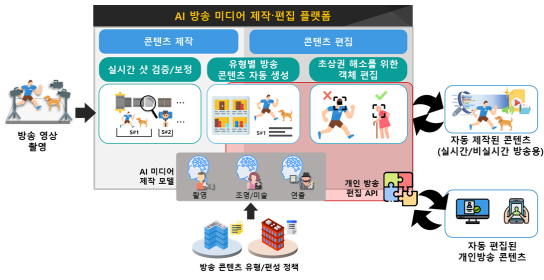 AI 방송 미디어 제작·편집 플랫폼
콘텐츠 제작
콘텐츠 편집
실시간 샷 검증/보정
유형별 방송
콘텐츠 자동 생성
초상권 해소를 위한
객체 편집
S#1
S#2
S#1
방송 영상
촬영
AI 미디어
제작 모델
촬영
조명/미술
연출
개인 방송
편집 API
자동 제작된 콘텐츠
(실시간/비실시간 방송용)
자동 편집된
개인방송 콘텐츠
방송 콘텐츠 유형/편성 정책